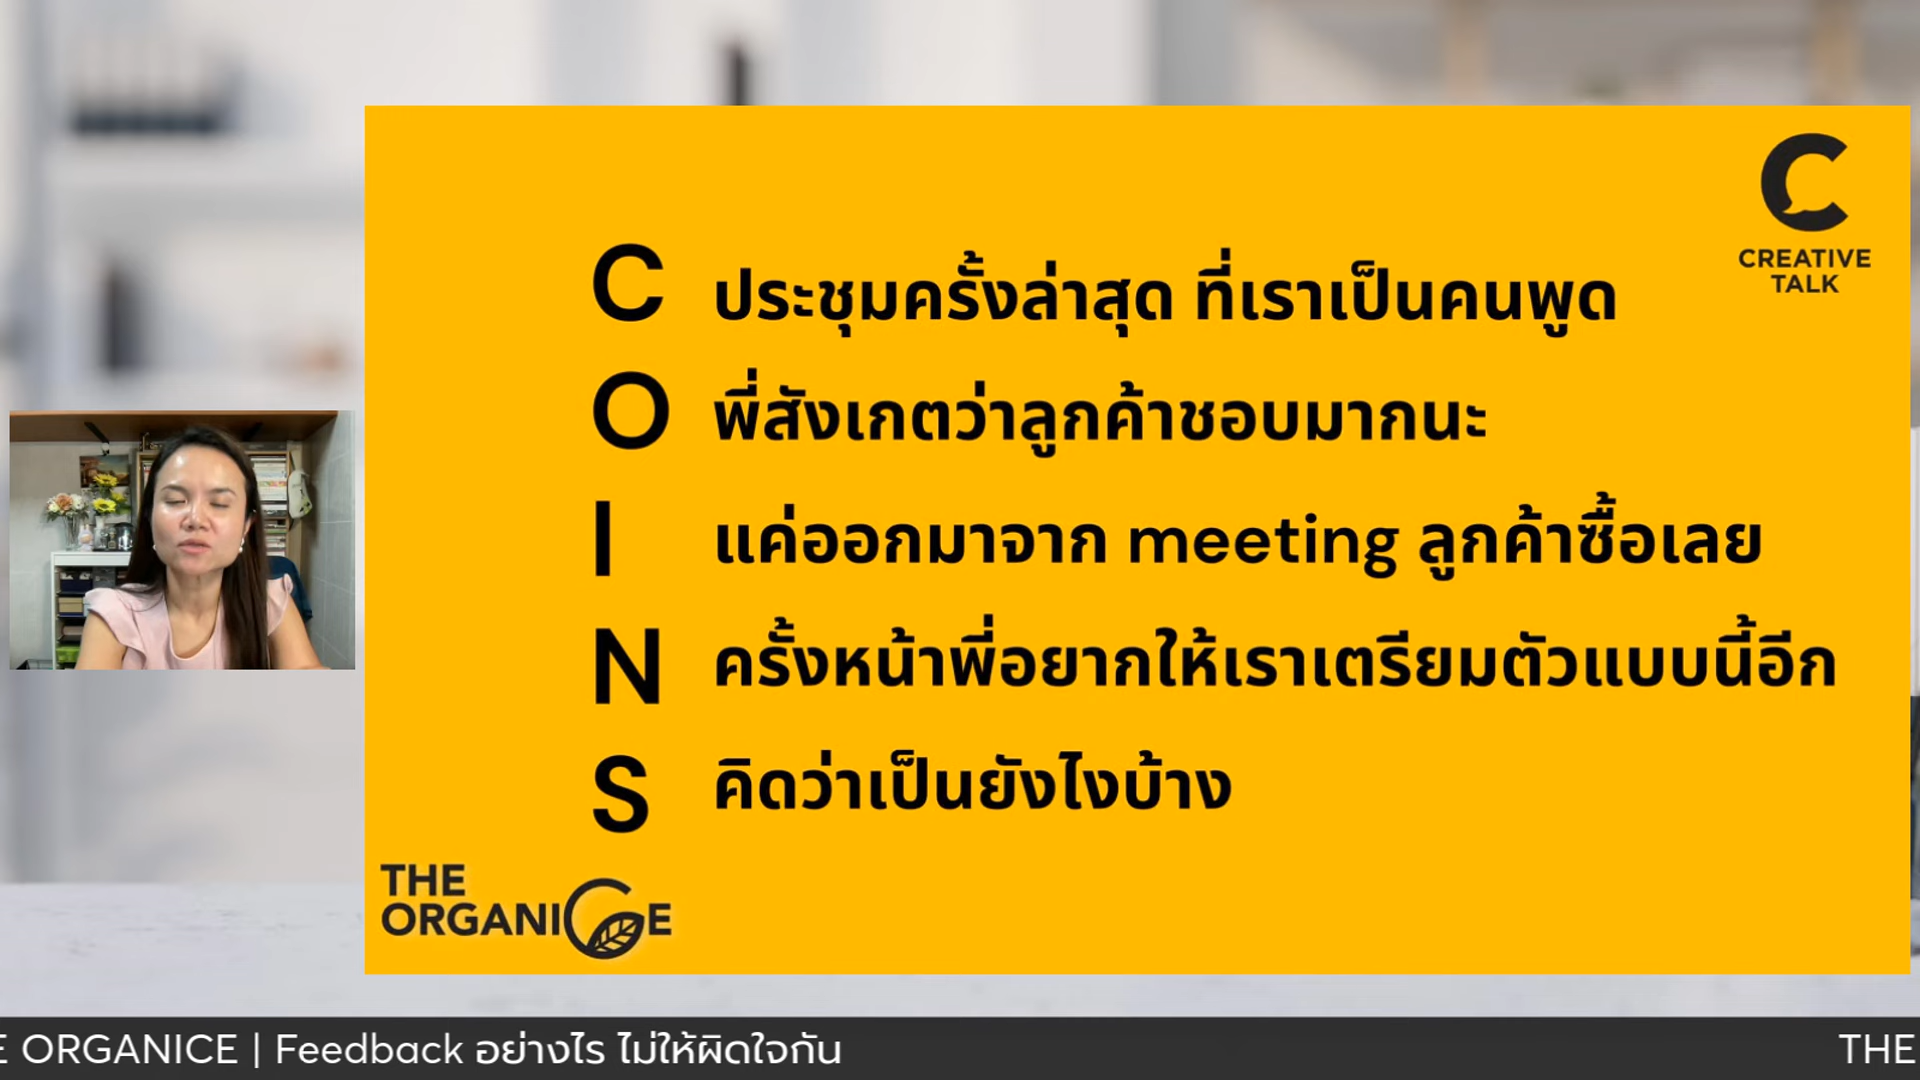 CREATIVE
TALK
C ประชุมครั้งล่าสุด ที่เราเป็นคนพูด
O พี่สังเกตว่าลูกค้าชอบมากนะ
I แค่ออกมาจาก meeting ลูกค้าซื้อเลย
N ครั้งหน้าพี่อยากให้เราเตรียมตัวแบบนี้อีก
S คิดว่าเป็นยังไงบ้าง
THE
ORGANICE
E ORGANICE | Feedback อย่างไร ไม่ให้ผิดใจกัน THE